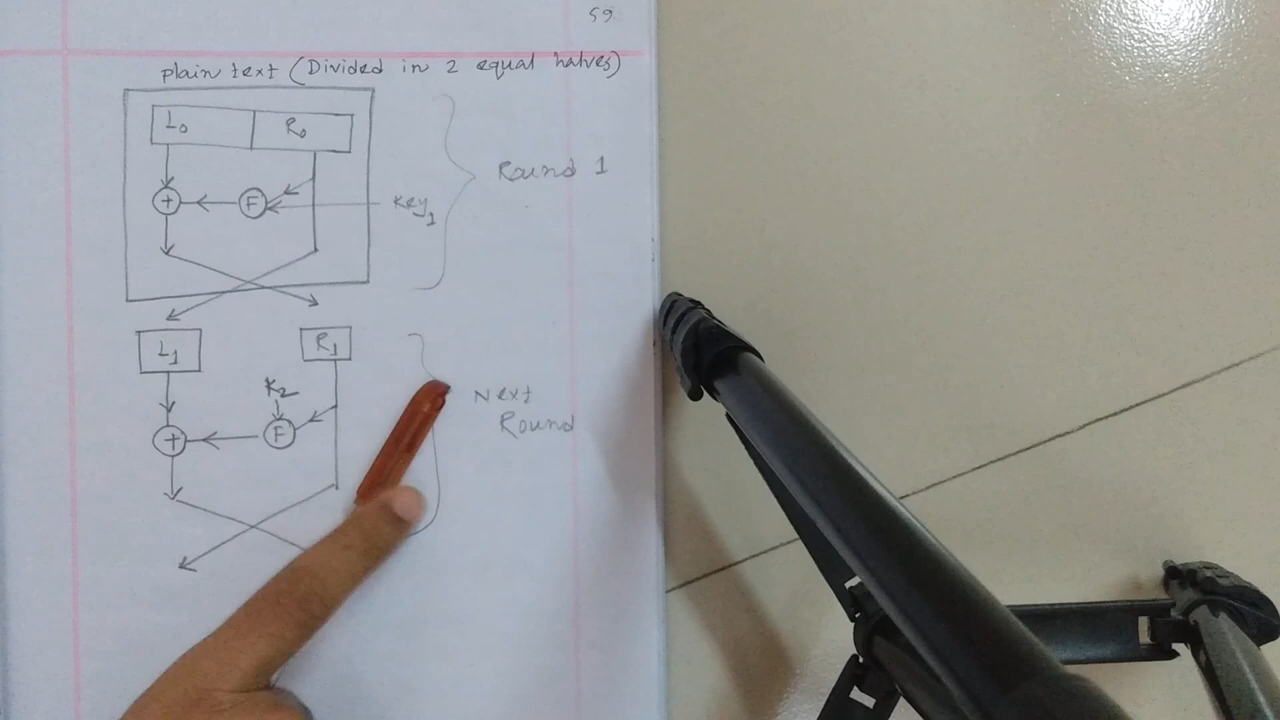 59
plain text (Divided in 2 equal halves)
L0 R0
+ F Key1
Round 1
L1 R1
K2
+ F
Next
Round